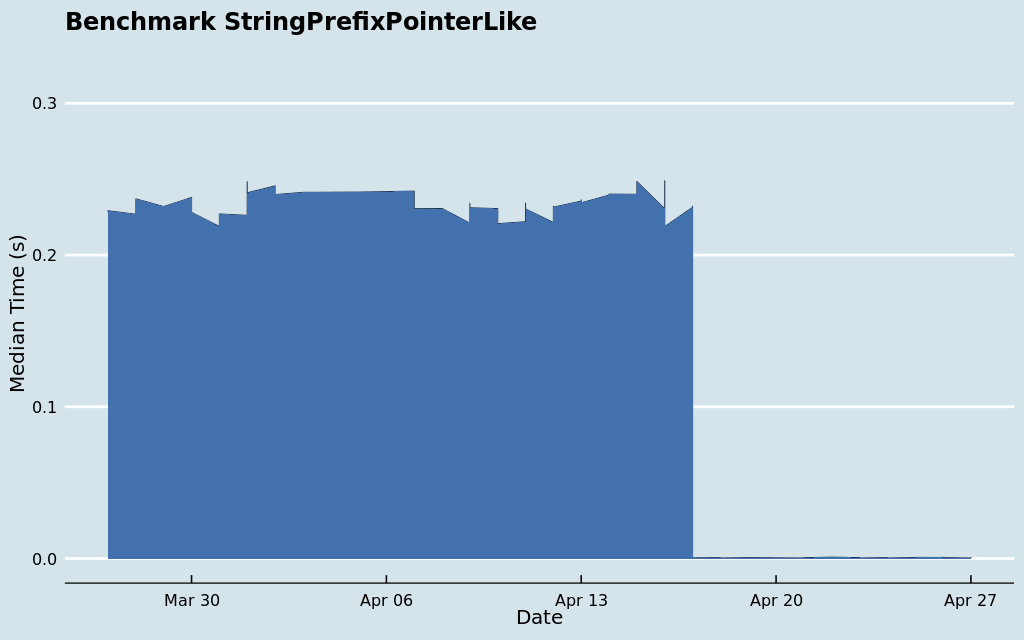 Benchmark StringPrefixPointerLike
0.3
0.2
0.1
0.0
Median Time (s)
Mar 30
Apr 06
Apr 13
Apr 20
Apr 27
Date